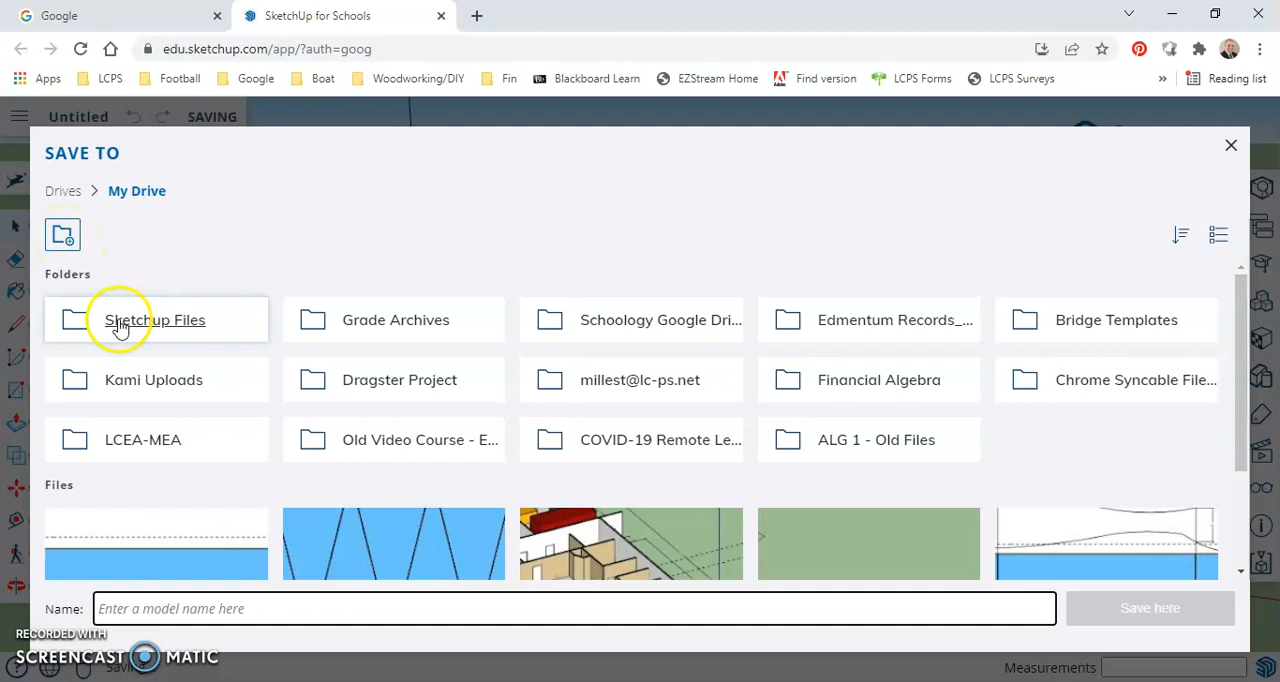 Google
SketchUp for Schools
edu.sketchup.com/app/?auth=goog
Apps LCPS Football Google Boat Woodworking/DIY Fin Blackboard Learn EZStream Home Find version LCPS Forms LCPS Surveys » Reading list
Untitled SAVING
SAVE TO
Drives > My Drive
Folders
Sketchup Files Grade Archives Schoology Google Dri... Edmentum Records_... Bridge Templates
Kami Uploads Dragster Project millest@lc-ps.net Financial Algebra Chrome Syncable File...
LCEA-MEA Old Video Course - E... COVID-19 Remote Le... ALG 1 - Old Files
Files
Name: Enter a model name here Save here
RECORDED WITH
SCREENCAST MATIC
Saving
Measurements